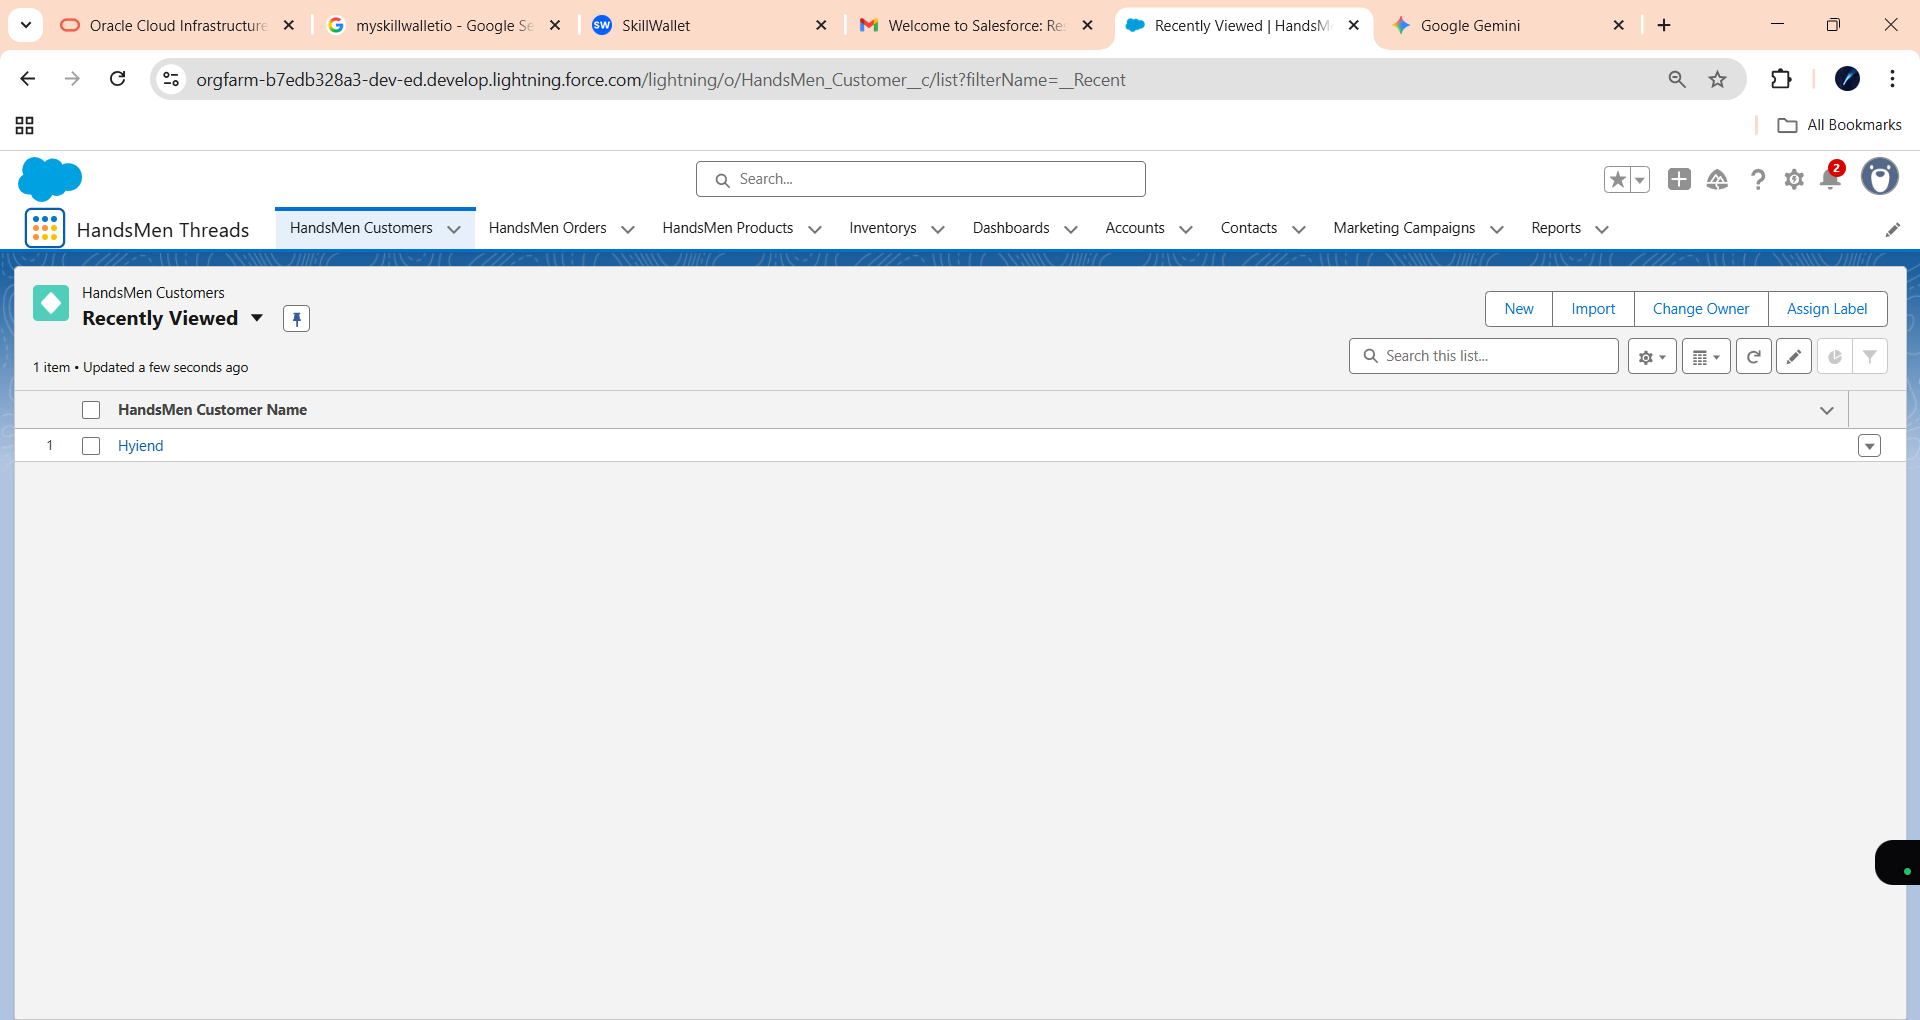 Oracle Cloud Infrastructure
myskillwalletio - Google Se
SW SkillWallet
Welcome to Salesforce: Res
Recently Viewed | HandsM
Google Gemini
orgfarm-b7edb328a3-dev-ed.develop.lightning.force.com/lightning/o/HandsMen_Customer__c/list?filterName=__Recent
All Bookmarks
Search...
2
HandsMen Threads
HandsMen Customers
HandsMen Orders
HandsMen Products
Inventorys
Dashboards
Accounts
Contacts
Marketing Campaigns
Reports
HandsMen Customers
Recently Viewed
New
Import
Change Owner
Assign Label
1 item • Updated a few seconds ago
Search this list...
HandsMen Customer Name
1
Hyiend